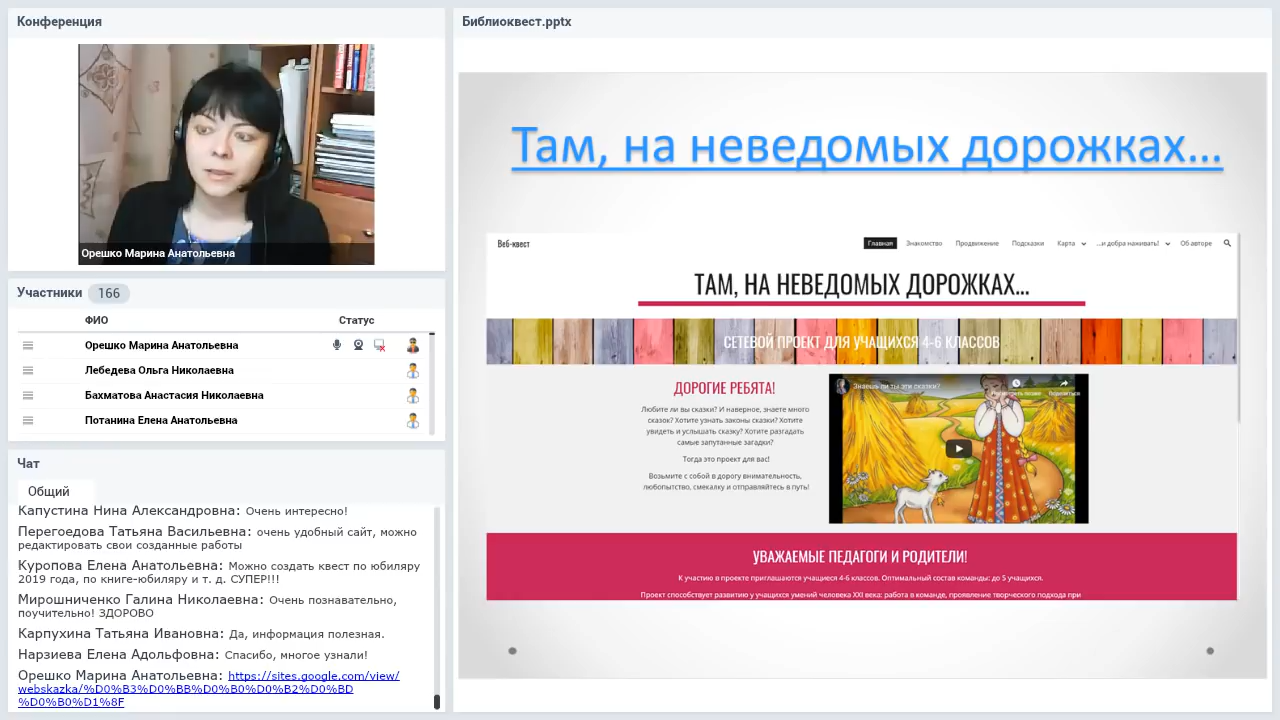 Конференция
Орешко Марина Анатольевна
Участники 166
ФИО Статус
Орешко Марина Анатольевна
Лебедева Ольга Николаевна
Бахматова Анастасия Николаевна
Потанина Елена Анатольевна
Чат
Общий
Капустина Нина Александровна: Очень интересно!
Перегоедова Татьяна Васильевна: очень удобный сайт, можно
редактировать свои созданные работы
Куропова Елена Анатольевна: Можно создать квест по юбиляру
2019 года, по книге-юбиляру и т. д. СУПЕР!!!
Мирошниченко Галина Николаевна: Очень познавательно,
поучительно! ЗДОРОВО
Карпухина Татьяна Ивановна: Да, информация полезная.
Нарзиева Елена Адольфовна: Спасибо, многое узнали!
Орешко Марина Анатольевна: https://sites.google.com/view/
webskazka/%D0%B3%D0%BB%D0%B0%D0%B2%D0%BD
%D0%B0%D1%8F
Библиоквест.pptx
Там, на неведомых дорожках...
Веб-квест
Главная Знакомство Продвижение Подсказки Карта ...и добра наживать! Об авторе
ТАМ, НА НЕВЕДОМЫХ ДОРОЖКАХ...
СЕТЕВОЙ ПРОЕКТ ДЛЯ УЧАЩИХСЯ 4-6 КЛАССОВ
ДОРОГИЕ РЕБЯТА!
Любите ли вы сказки? И наверное, знаете много
сказок? Хотите узнать законы сказки? Хотите
увидеть и услышать сказку? Хотите разгадать
самые запутанные загадки?
Тогда это проект для вас!
Возьмите с собой в дорогу внимательность,
любопытство, смекалку и отправляйтесь в путь!
Знаешь ли ты эти сказки?
Поделиться
УВАЖАЕМЫЕ ПЕДАГОГИ И РОДИТЕЛИ!
К участию в проекте приглашаются учащиеся 4-6 классов. Оптимальный состав команды: до 5 учащихся.
Проект способствует развитию у учащихся умений человека XXI века: работа в команде, проявление творческого подхода при